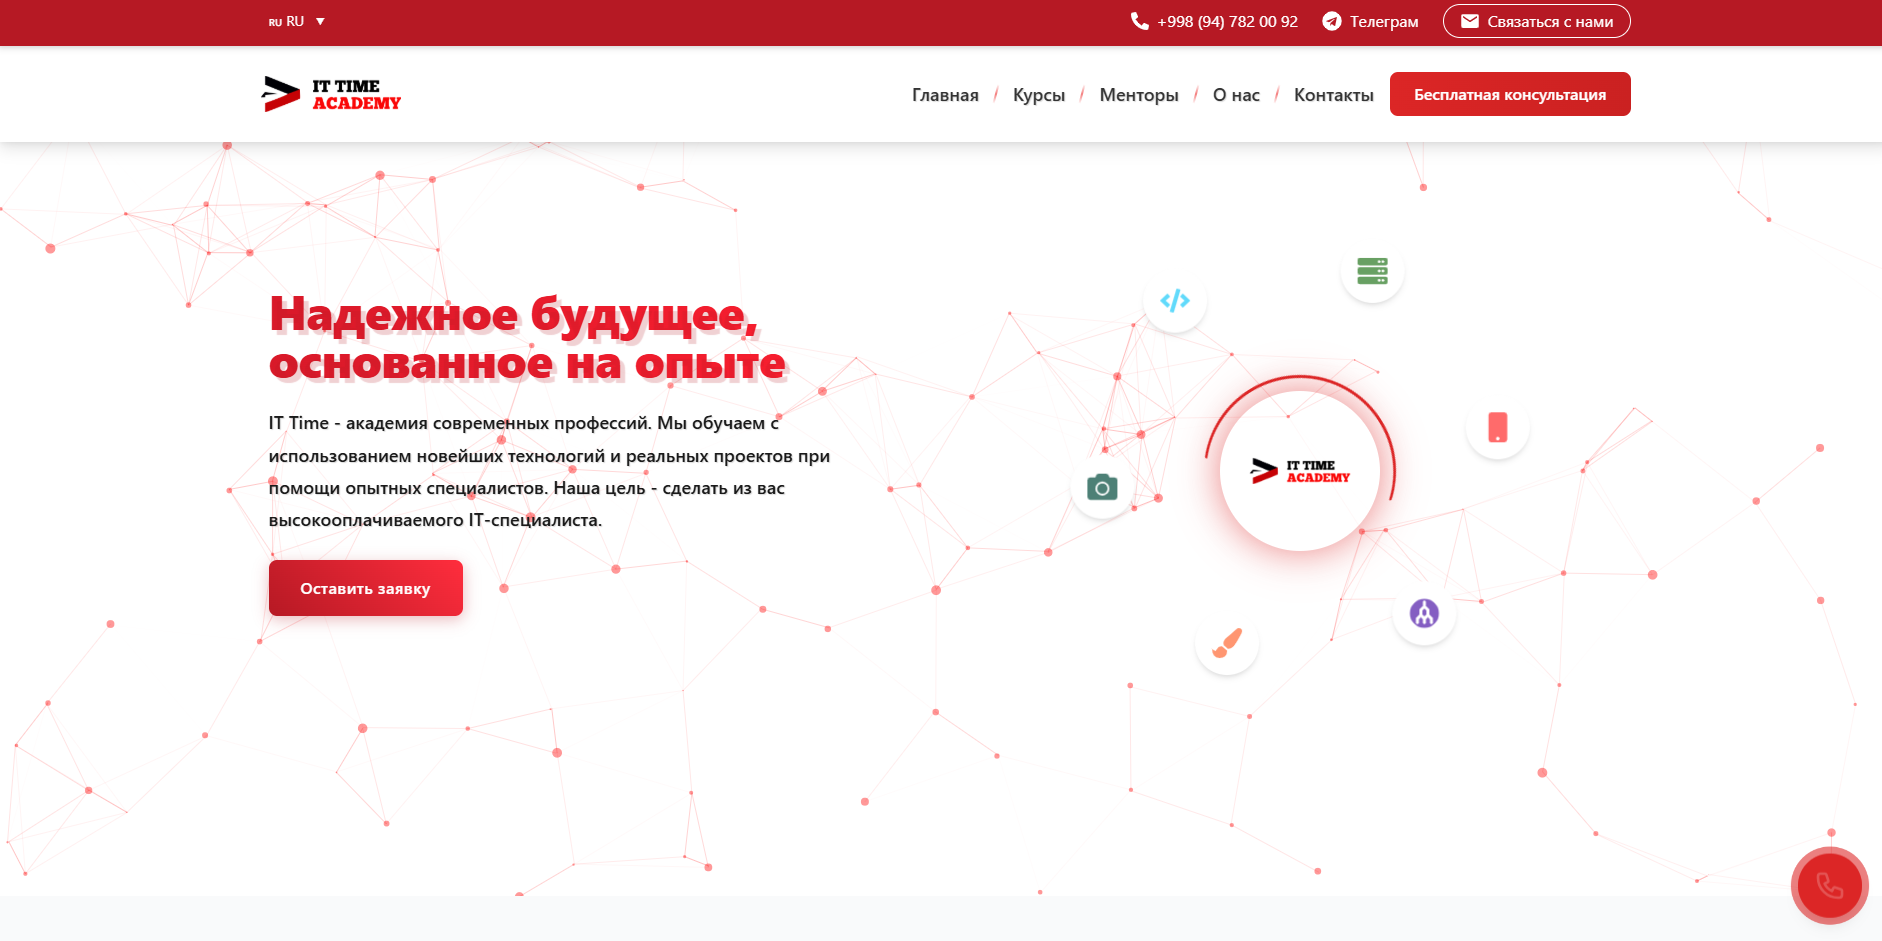 RU RU
+998 (94) 782 00 92
Телеграм
Связаться с нами
IT TIME
ACADEMY
Главная / Курсы / Менторы / О нас / Контакты
Бесплатная консультация
Надежное будущее,
основанное на опыте
IT Time - академия современных профессий. Мы обучаем с
использованием новейших технологий и реальных проектов при
помощи опытных специалистов. Наша цель - сделать из вас
высокооплачиваемого IT-специалиста.
Оставить заявку
IT TIME
ACADEMY